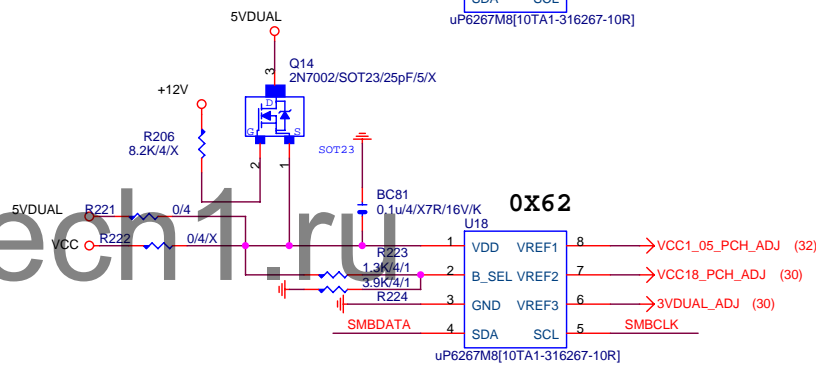 SDA SCL
uP6267M8[10TA1-316267-10R]
5VDUAL
3
Q14
2N7002/SOT23/25pF/5/X
+12V
D
G
S
R206
8.2K/4/X
SOT23
2
1
BC81
0.1u/4/X7R/16V/K
0X62
U18
5VDUAL
R221
0/4
VCC
R222
0/4/X
ech1.ru
R223
1.3K/4/1
3.9K/4/1
R224
1 VDD VREF1 8 VCC1_05_PCH_ADJ (32)
2 B_SEL VREF2 7 VCC18_PCH_ADJ (30)
3 GND VREF3 6 3VDUAL_ADJ (30)
SMBDATA 4 SDA SCL 5 SMBCLK
uP6267M8[10TA1-316267-10R]